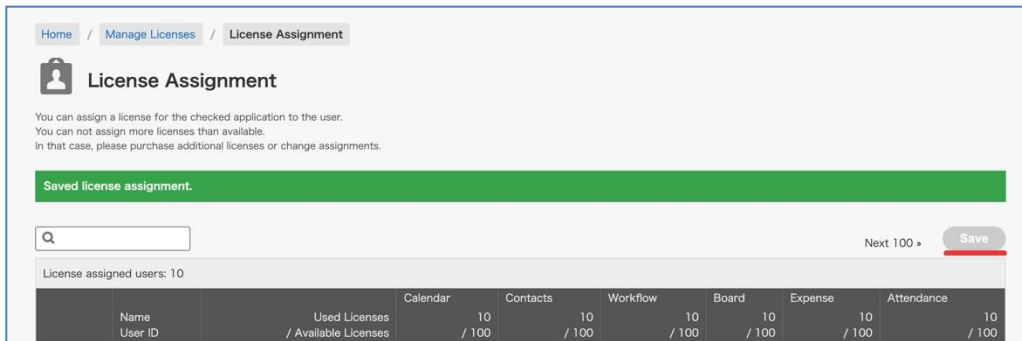 Home / Manage Licenses / License Assignment
License Assignment
You can assign a license for the checked application to the user.
You can not assign more licenses than available.
In that case, please purchase additional licenses or change assignments.
Saved license assignment.
Next 100 » Save
License assigned users: 10
Calendar Contacts Workflow Board Expense Attendance
Name Used Licenses 10 10 10 10 10 10
User ID / Available Licenses / 100 / 100 / 100 / 100 / 100 / 100